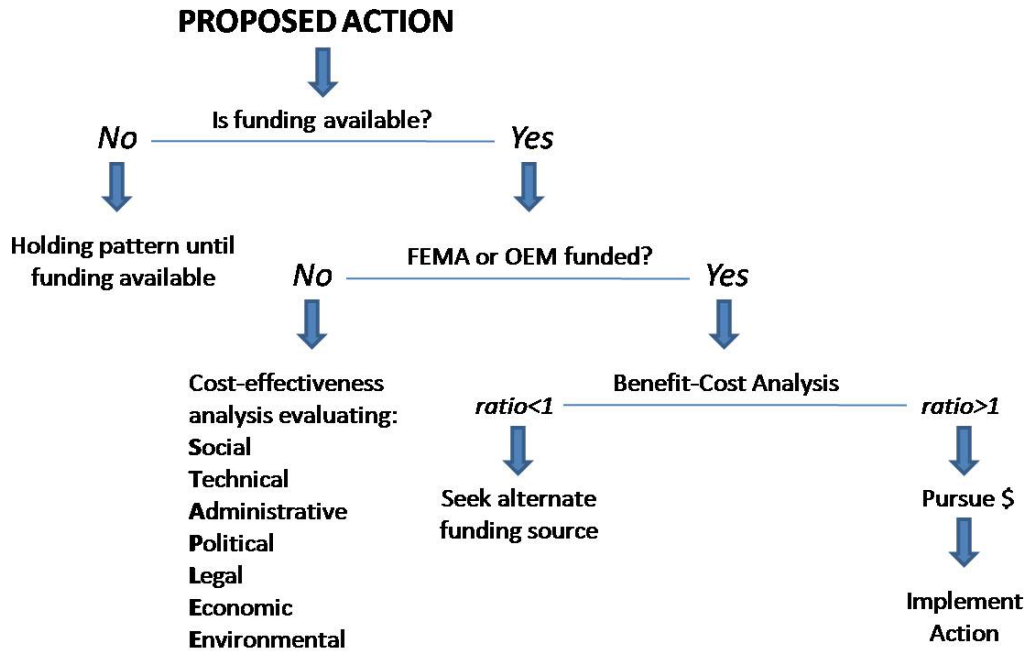 PROPOSED ACTION
Is funding available?
No
Yes
Holding pattern until
funding available
FEMA or OEM funded?
No
Yes
Cost-effectiveness
analysis evaluating:
Social
Technical
Administrative
Political
Legal
Economic
Environmental
Benefit-Cost Analysis
ratio<1
ratio>1
Seek alternate
funding source
Pursue $
Implement
Action